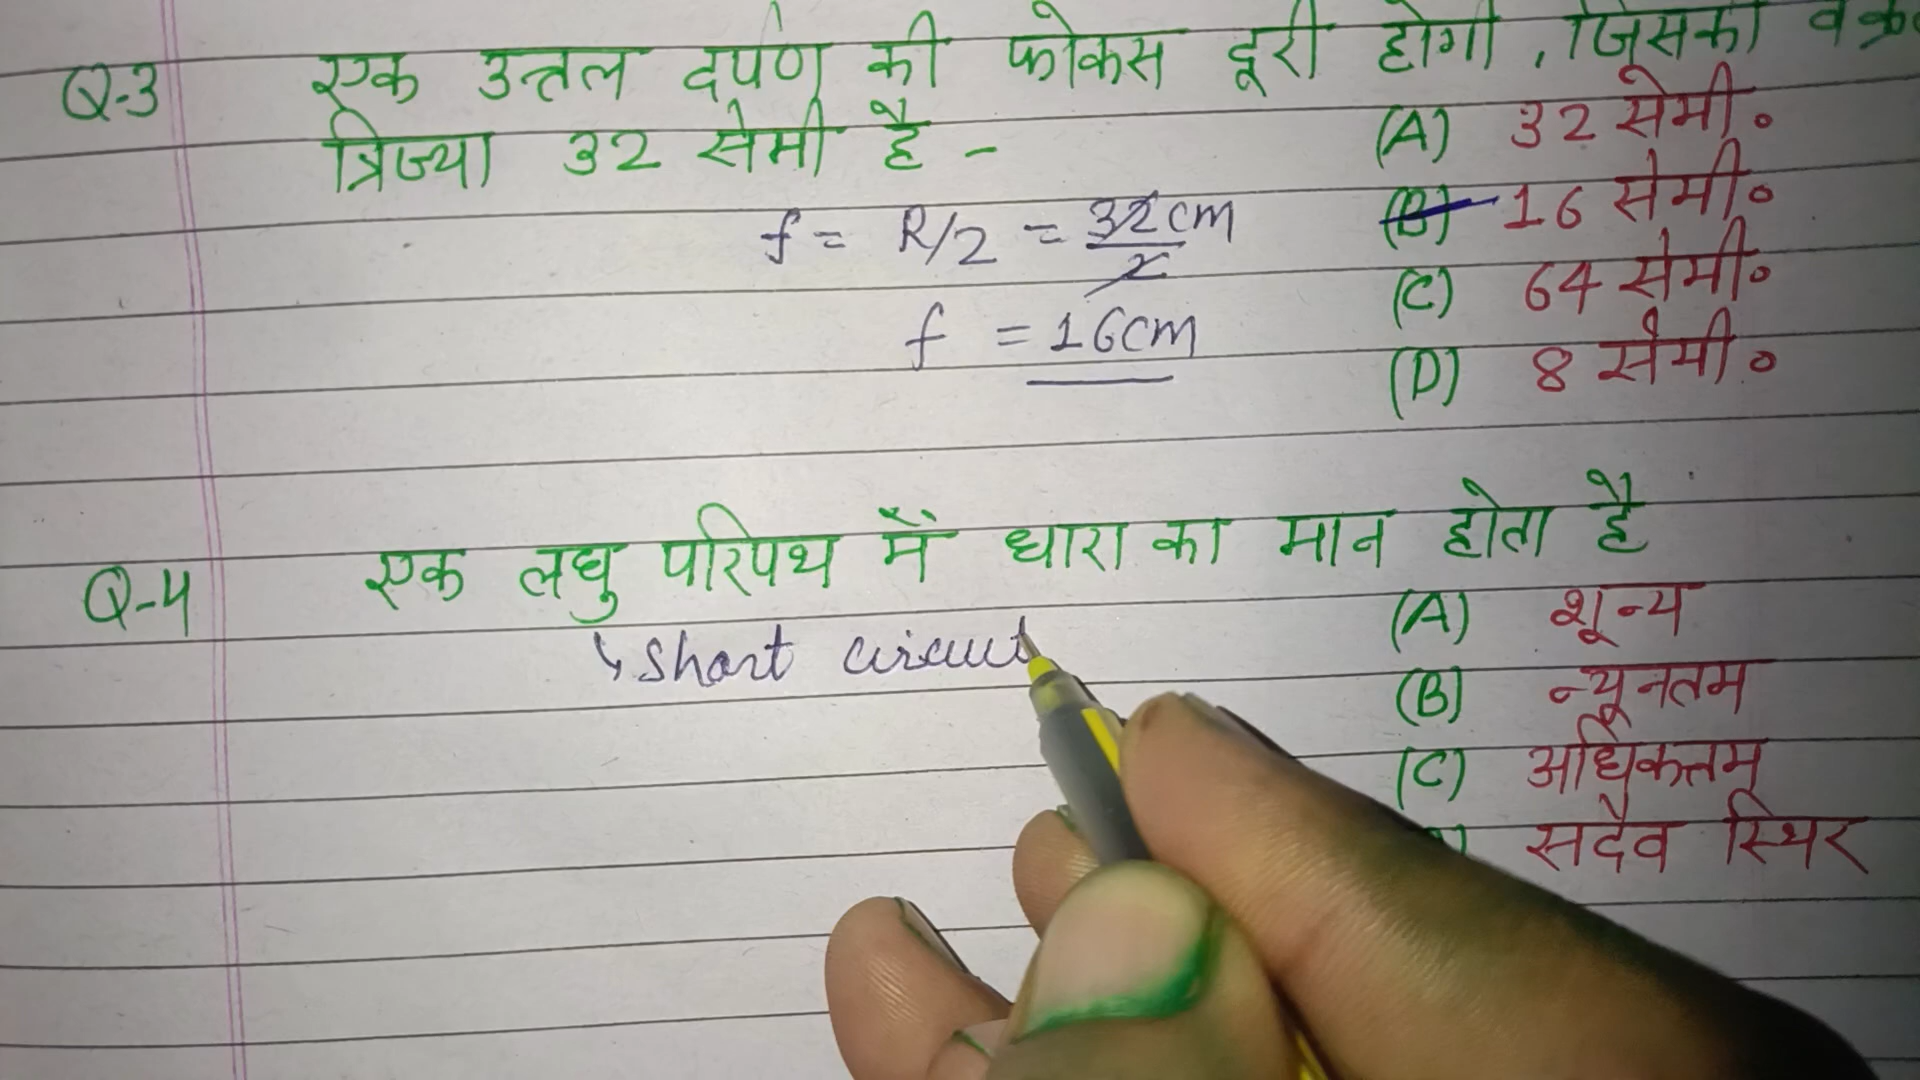 Q-3 एक उत्तल दर्पण की फोकस दूरी होगी, जिसकी
त्रिज्या 32 सेमी है -
(A) 32 सेमी॰
(B) 16 सेमी॰
(C) 64 सेमी॰
(D) 8 सेमी॰
f = R/2 = 32cm/2
f = 16cm
Q-4 एक लघु परिपथ में धारा का मान होता है
short circuit
(A) शून्य
(B) न्यूनतम
(C) अधिकतम
सदैव स्थिर